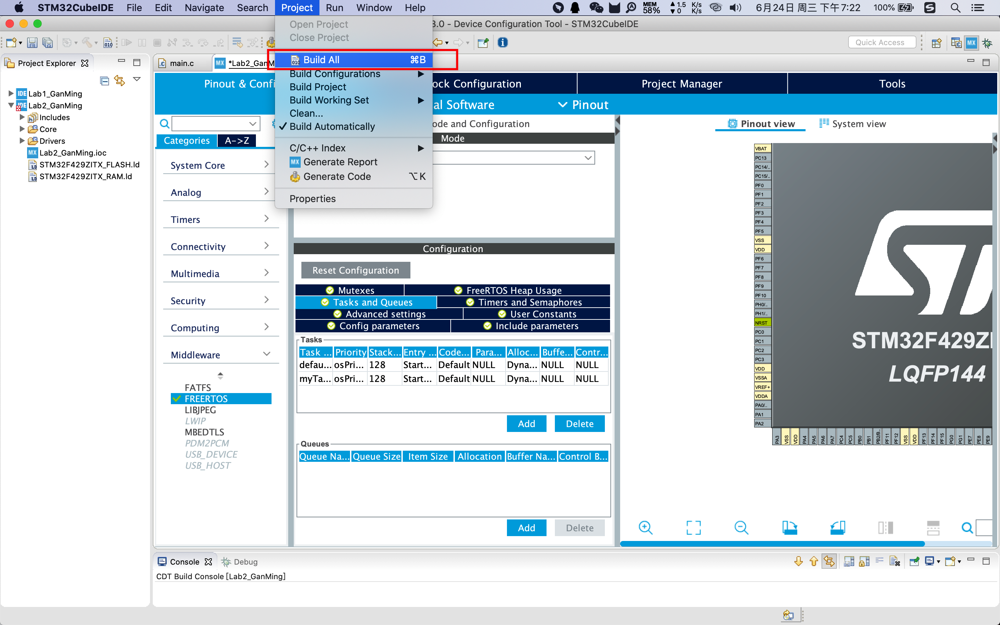 STM32CubeIDE File Edit Navigate Search Project Run Window Help MEM 58% 1.5 K/s 0 K/s 6月24日 周三 下午7:22 100%
3.0 - Device Configuration Tool - STM32CubeIDE
Open Project
Close Project
Build All ⌘B
Build Configurations
Build Project
Build Working Set
Clean...
Build Automatically
C/C++ Index
Generate Report
Generate Code ⌥K
Properties
Quick Access
Project Explorer
Lab1_GanMing
Lab2_GanMing
Includes
Core
Drivers
Lab2_GanMing.ioc
STM32F429ZITX_FLASH.ld
STM32F429ZITX_RAM.ld
main.c *Lab2_GanM
Pinout & Confi ock Configuration Project Manager Tools
al Software Pinout
ode and Configuration
Mode
Pinout view System view
Categories A->Z
System Core
Analog
Timers
Connectivity
Multimedia
Security
Computing
Middleware
FATFS
FREERTOS
LIBJPEG
LWIP
MBEDTLS
PDM2PCM
USB_DEVICE
USB_HOST
Configuration
Reset Configuration
Mutexes FreeRTOS Heap Usage
Tasks and Queues Timers and Semaphores
Advanced settings User Constants
Config parameters Include parameters
Tasks
Task ... Priority Stack... Entry ... Code... Para... Alloc... Buffe... Contr...
defau... osPri... 128 Start... Default NULL Dyna... NULL NULL
myTa... osPri... 128 Start... Default NULL Dyna... NULL NULL
Add Delete
Queues
Queue Na... Queue Size Item Size Allocation Buffer Na... Control B...
Add Delete
VBAT
PC13
PC14/..
PC15/..
PF0
PF1
PF2
PF3
PF4
PF5
VSS
VDD
PF6
PF7
PF8
PF9
PF10
PH0/..
PH1/..
NRST
PC0
PC1
PC2
PC3
VDD
VSSA
VREF+
VDDA
PA0/..
PA1
PA2
STM32F429ZI
LQFP144
PA3 VSS VDD PA4 PA5 PA6 PA7 PC4 PC5 PB0 PB1 PB2/B.. PF11 PF12 VSS VDD PF13 PF14 PF15 PG0 PG1 PE7 PE8 PE9
Console Debug
CDT Build Console [Lab2_GanMing]